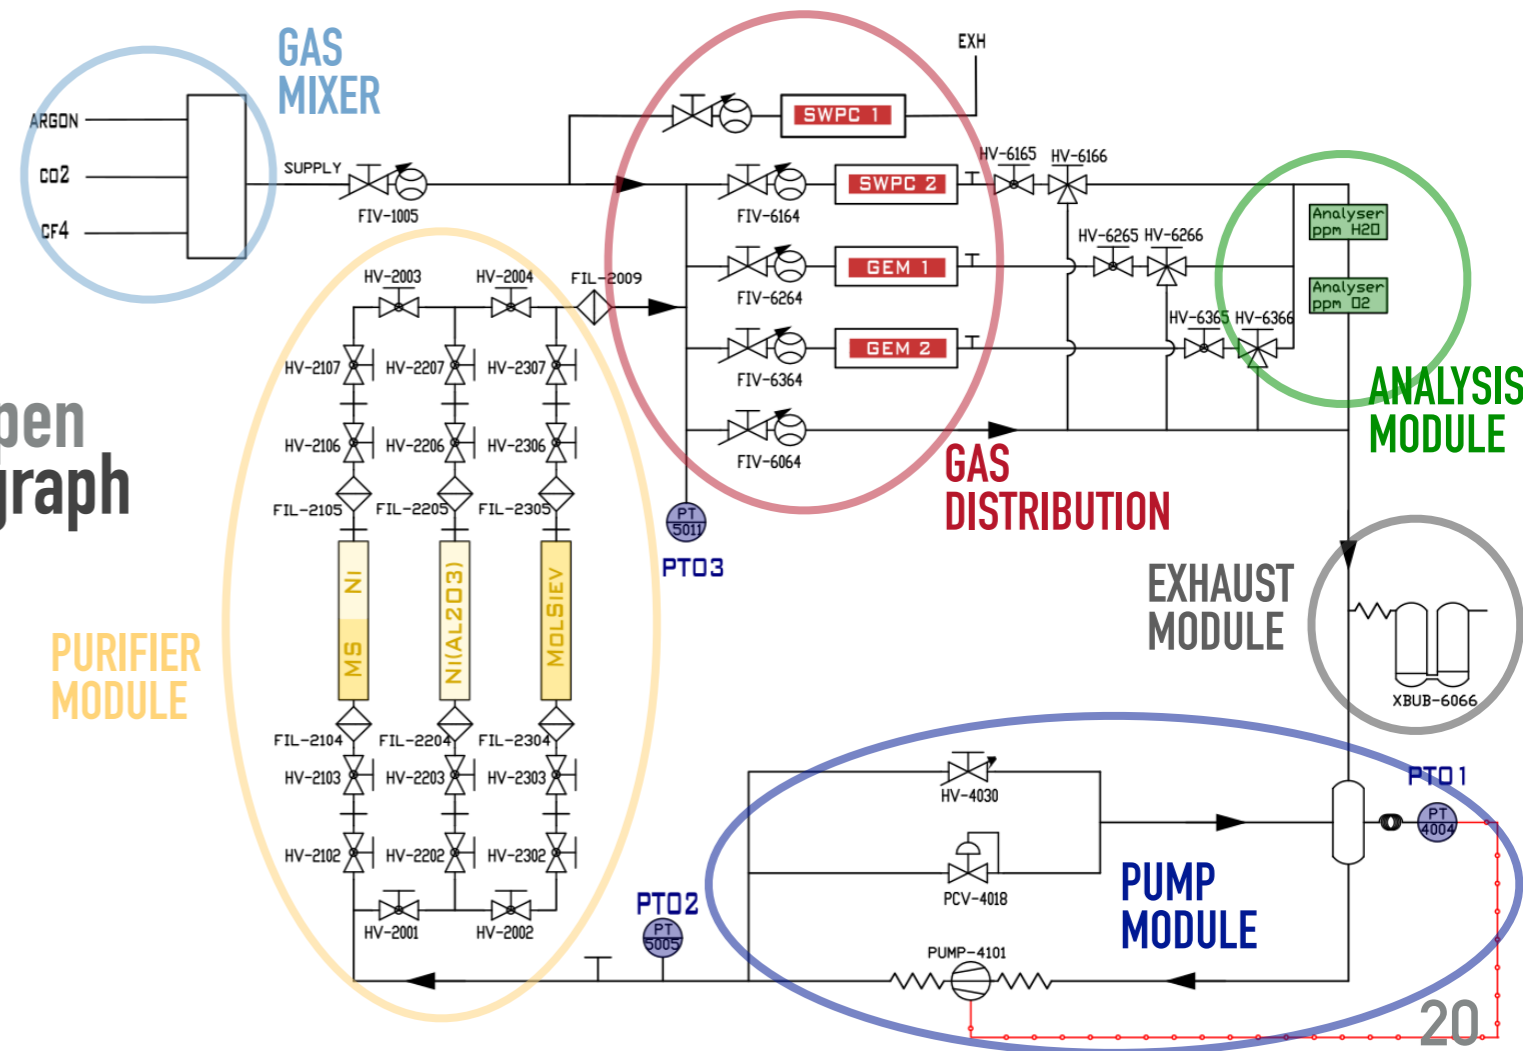 GAS
MIXER
ARGON
CO2
CF4
SUPPLY
FIV-1005
EXH
SWPC 1
SWPC 2
FIV-6164
HV-6165
HV-6166
GEM 1
FIV-6264
HV-6265
HV-6266
GEM 2
FIV-6364
HV-6365
HV-6366
FIV-6064
Analyser
ppm H2O
Analyser
ppm O2
ANALYSIS
MODULE
GAS
DISTRIBUTION
PT
5011
PT03
HV-2003
HV-2004
FIL-2009
HV-2107
HV-2207
HV-2307
HV-2106
HV-2206
HV-2306
FIL-2105
FIL-2205
FIL-2305
MS NI
NI(AL2O3)
MOLSIEV
FIL-2104
FIL-2204
FIL-2304
HV-2103
HV-2203
HV-2303
HV-2102
HV-2202
HV-2302
HV-2001
HV-2002
pen
graph
PURIFIER
MODULE
EXHAUST
MODULE
XBUB-6066
HV-4030
PCV-4018
PT01
PT
4004
PUMP
MODULE
PT02
PT
5005
PUMP-4101
20